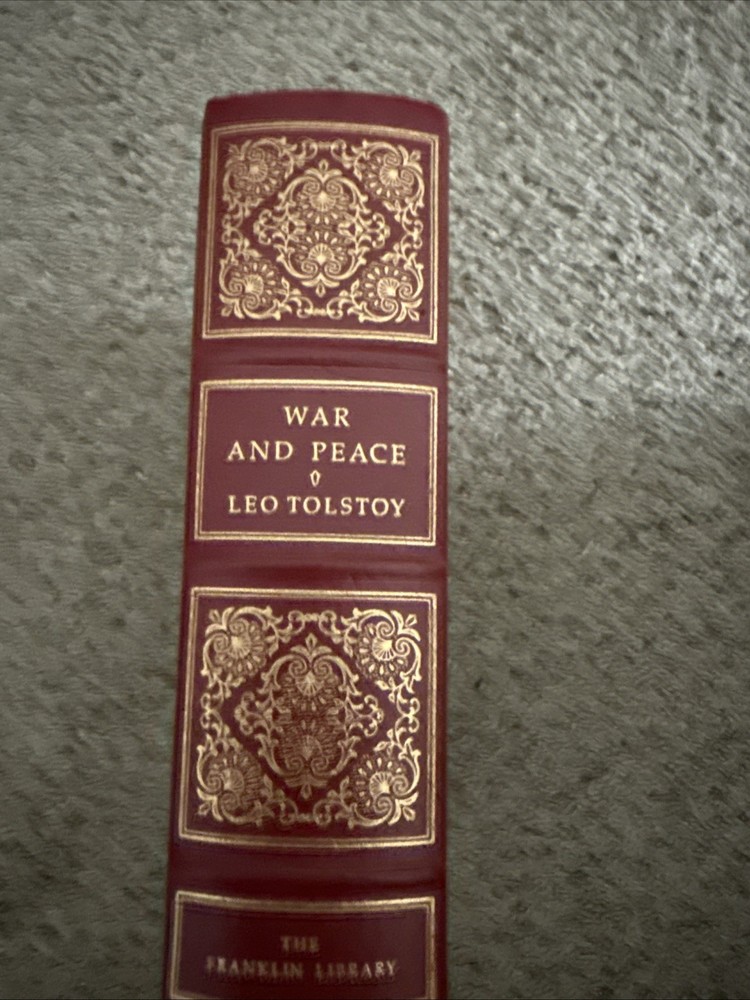 WAR
AND PEACE
LEO TOLSTOY
THE
FRANKLIN LIBRARY